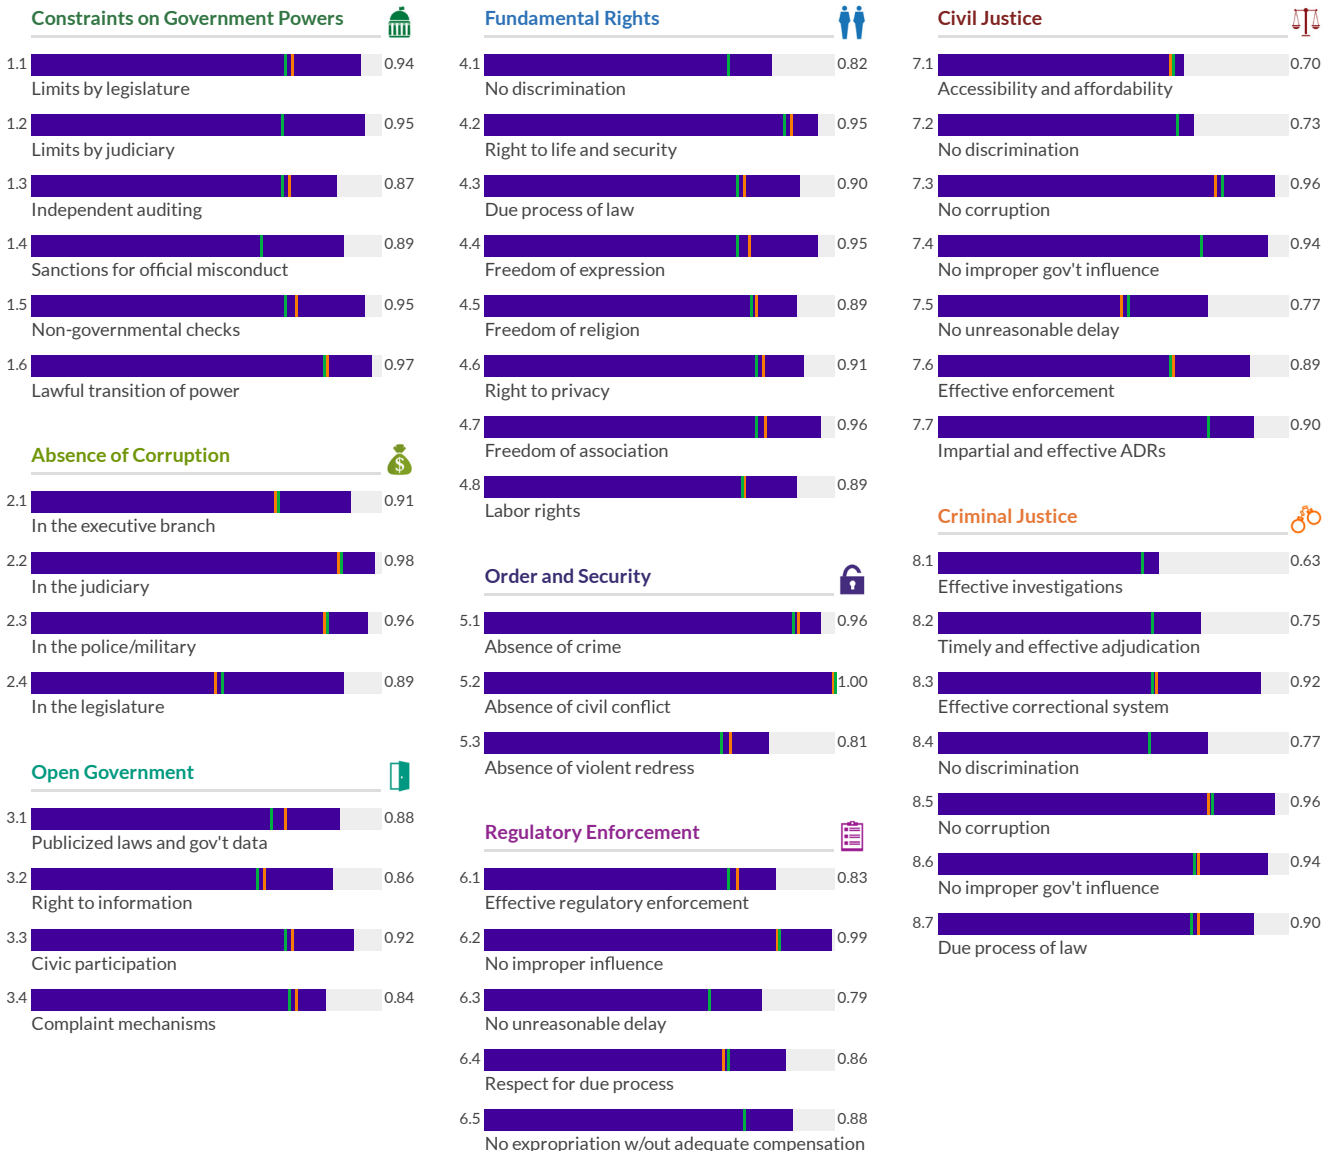 Constraints on Government Powers
1.1 0.94
Limits by legislature
1.2 0.95
Limits by judiciary
1.3 0.87
Independent auditing
1.4 0.89
Sanctions for official misconduct
1.5 0.95
Non-governmental checks
1.6 0.97
Lawful transition of power
Absence of Corruption
$
2.1 0.91
In the executive branch
2.2 0.98
In the judiciary
2.3 0.96
In the police/military
2.4 0.89
In the legislature
Open Government
3.1 0.88
Publicized laws and gov't data
3.2 0.86
Right to information
3.3 0.92
Civic participation
3.4 0.84
Complaint mechanisms
Fundamental Rights
4.1 0.82
No discrimination
4.2 0.95
Right to life and security
4.3 0.90
Due process of law
4.4 0.95
Freedom of expression
4.5 0.89
Freedom of religion
4.6 0.91
Right to privacy
4.7 0.96
Freedom of association
4.8 0.89
Labor rights
Order and Security
5.1 0.96
Absence of crime
5.2 1.00
Absence of civil conflict
5.3 0.81
Absence of violent redress
Regulatory Enforcement
6.1 0.83
Effective regulatory enforcement
6.2 0.99
No improper influence
6.3 0.79
No unreasonable delay
6.4 0.86
Respect for due process
6.5 0.88
No expropriation w/out adequate compensation
Civil Justice
7.1 0.70
Accessibility and affordability
7.2 0.73
No discrimination
7.3 0.96
No corruption
7.4 0.94
No improper gov't influence
7.5 0.77
No unreasonable delay
7.6 0.89
Effective enforcement
7.7 0.90
Impartial and effective ADRs
Criminal Justice
8.1 0.63
Effective investigations
8.2 0.75
Timely and effective adjudication
8.3 0.92
Effective correctional system
8.4 0.77
No discrimination
8.5 0.96
No corruption
8.6 0.94
No improper gov't influence
8.7 0.90
Due process of law